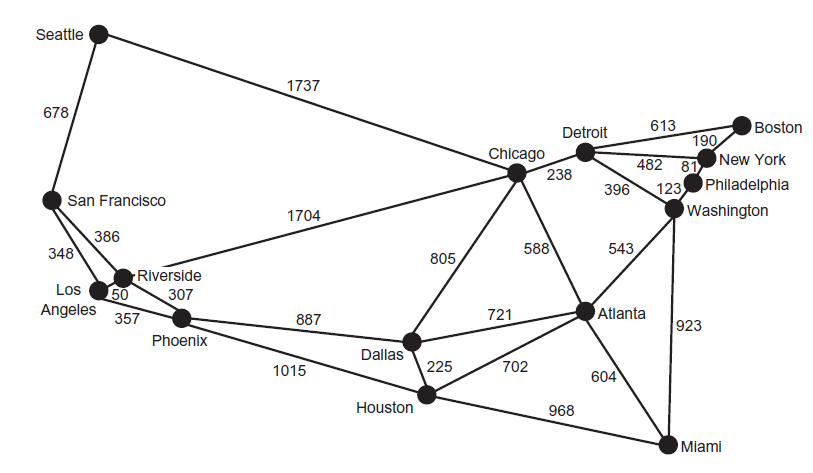 Seattle
1737
678
Boston
613
Detroit
190
Chicago
482
81
New York
238
Philadelphia
396
123
San Francisco
Washington
1704
386
348
805
588
543
Riverside
Los
Angeles
50
307
357
887
721
Atlanta
923
Phoenix
Dallas
225
702
1015
604
Houston
968
Miami